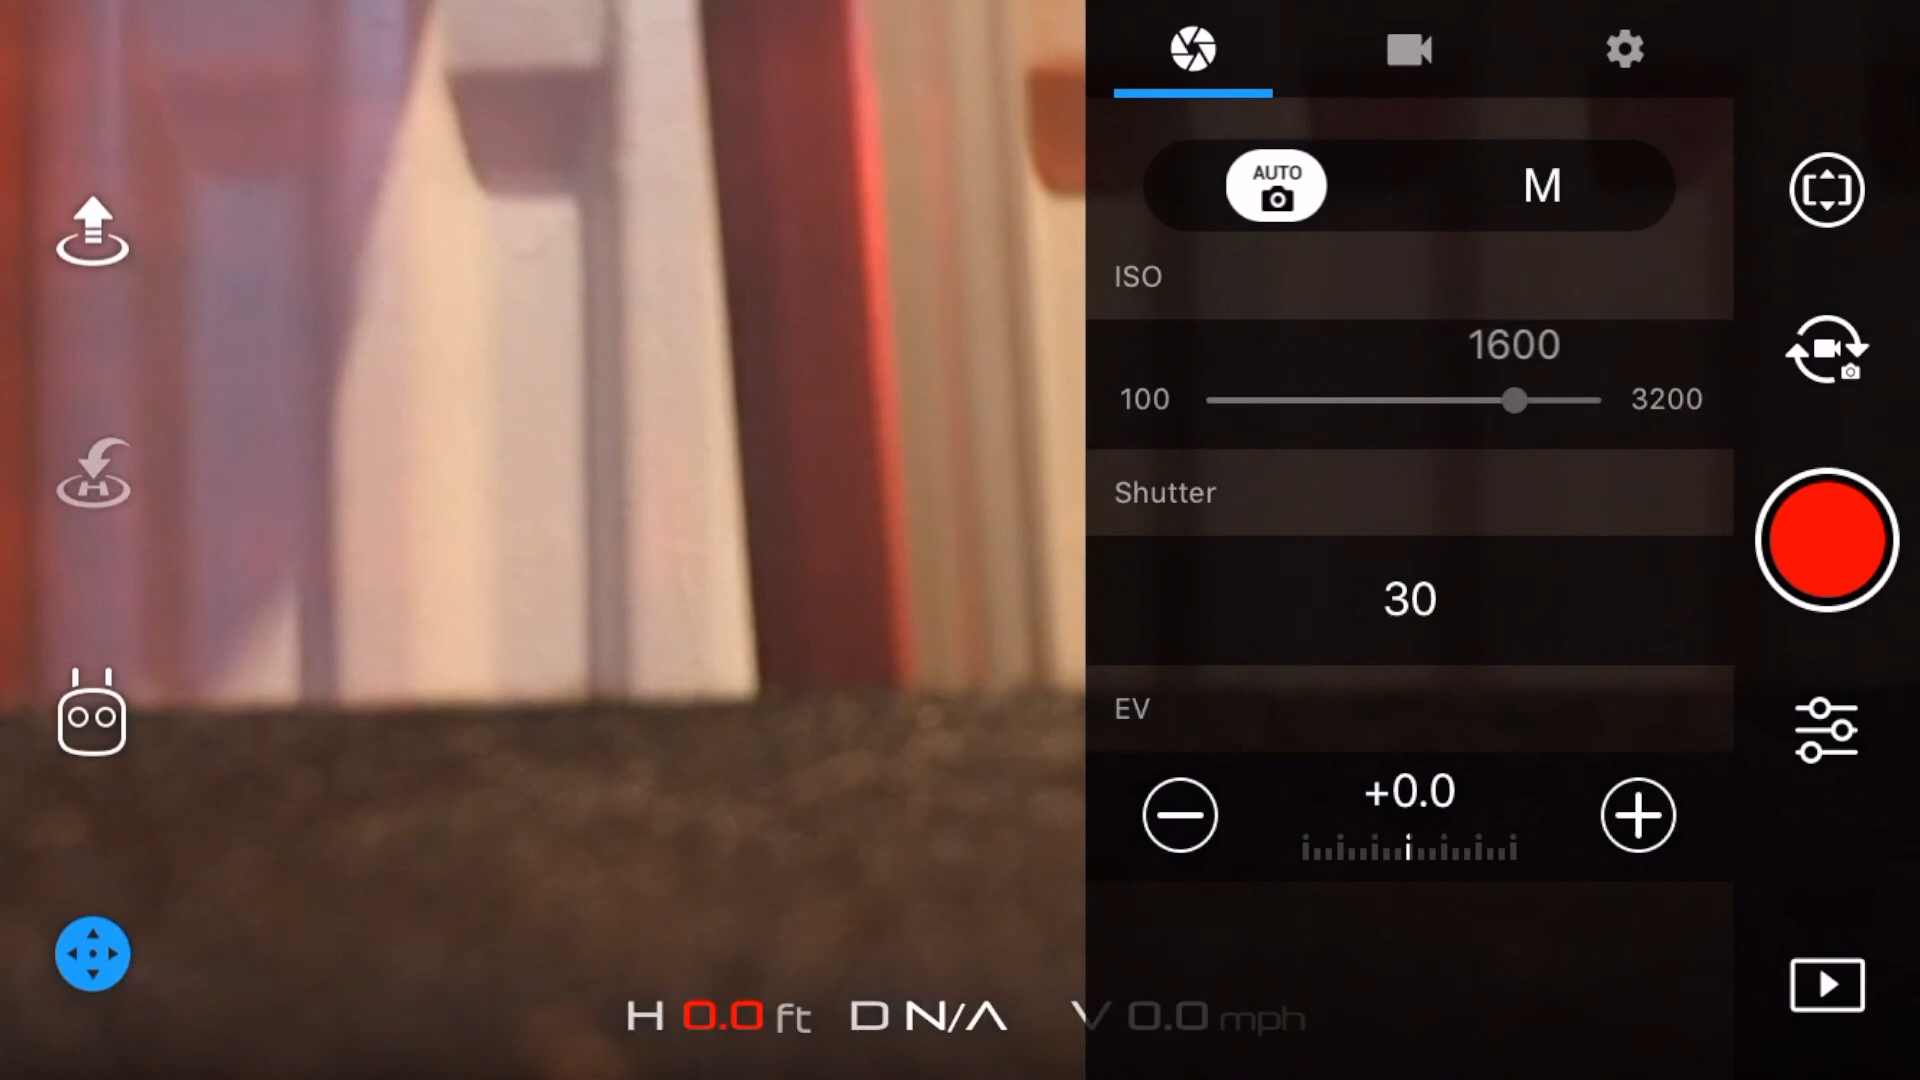 AUTO
M
ISO
1600
100
3200
Shutter
30
EV
+0.0
H 0.0 ft D N/A V 0.0 mph